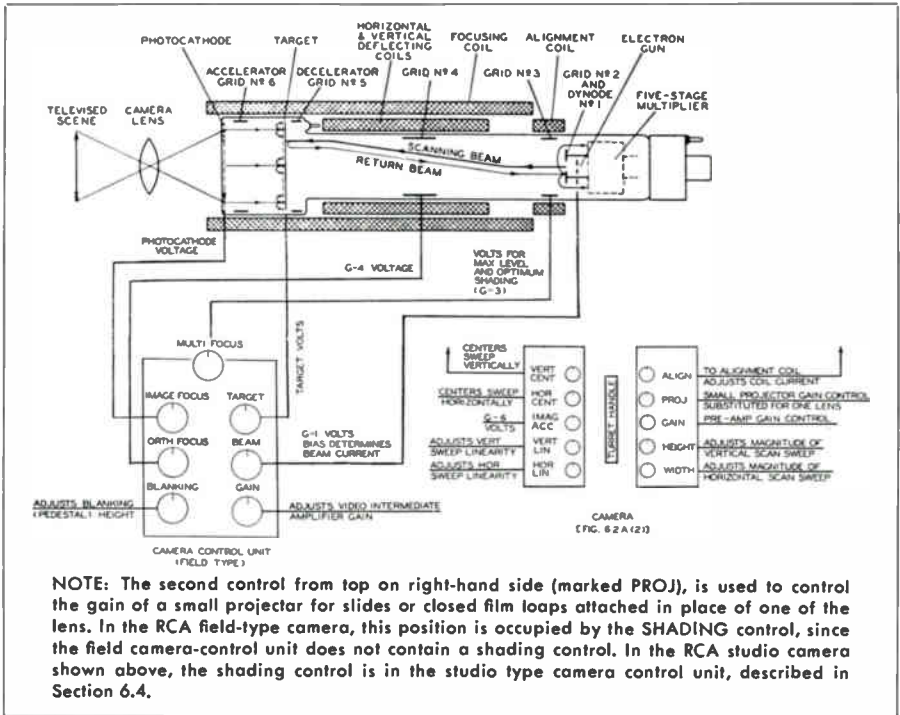 HORIZONTAL
& VERTICAL
DEFLECTING
COILS
PHOTOCATHODE
TARGET
FOCUSING
COIL
ALIGNMENT
COIL
ELECTRON
GUN
ACCELERATOR
GRID Nº 6
DECELERATOR
GRID Nº 5
GRID Nº 4
GRID Nº 3
GRID Nº 2
AND
DYNODE
Nº 1
FIVE-STAGE
MULTIPLIER
TELEVISED
SCENE
CAMERA
LENS
SCANNING BEAM
RETURN BEAM
PHOTOCATHODE
VOLTAGE
G-4 VOLTAGE
VOLTS FOR
MAX LEVEL
AND OPTIMUM
SHADING
(G-3)
MULTI FOCUS
TARGET VOLTS
IMAGE FOCUS
TARGET
ORTH FOCUS
BEAM
G-1 VOLTS
BIAS DETERMINES
BEAM CURRENT
BLANKING
GAIN
ADJUSTS BLANKING
(PEDESTAL) HEIGHT
ADJUSTS VIDEO INTERMEDIATE
AMPLIFIER GAIN
CAMERA CONTROL UNIT
(FIELD TYPE)
CENTERS
SWEEP
VERTICALLY
VERT
CENT
CENTERS SWEEP
HORIZONTALLY
HOR
CENT
G-6
VOLTS
IMAG
ACC
ADJUSTS VERT
SWEEP LINEARITY
VERT
LIN
ADJUSTS HOR
SWEEP LINEARITY
HOR
LIN
TURRET HANDLE
ALIGN
TO ALIGNMENT COIL
ADJUSTS COIL CURRENT
PROJ
SMALL PROJECTOR GAIN CONTROL
SUBSTITUTED FOR ONE LENS
GAIN
PRE-AMP GAIN CONTROL
HEIGHT
ADJUSTS MAGNITUDE OF
VERTICAL SCAN SWEEP
WIDTH
ADJUSTS MAGNITUDE OF
HORIZONTAL SCAN SWEEP
CAMERA
[FIG. 6.2A(2)]
NOTE: The second control from top on right-hand side (marked PROJ), is used to control
the gain of a small projectar for slides or closed film loaps attached in place of one of the
lens. In the RCA field-type camera, this position is occupied by the SHADING control, since
the field camera-control unit does not contain a shading control. In the RCA studio camera
shown above, the shading control is in the studio type camera control unit, described in
Section 6.4.